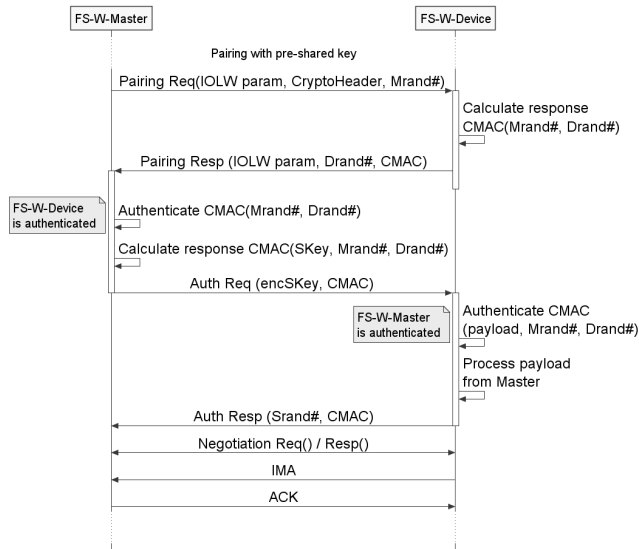 FS-W-Master
FS-W-Device
Pairing with pre-shared key
Pairing Req(IOLW param, CryptoHeader, Mrand#)
Calculate response
CMAC(Mrand#, Drand#)
Pairing Resp (IOLW param, Drand#, CMAC)
FS-W-Device
is authenticated
Authenticate CMAC(Mrand#, Drand#)
Calculate response CMAC(SKey, Mrand#, Drand#)
Auth Req (encSKey, CMAC)
FS-W-Master
is authenticated
Authenticate CMAC
(payload, Mrand#, Drand#)
Process payload
from Master
Auth Resp (Srand#, CMAC)
Negotiation Req() / Resp()
IMA
ACK